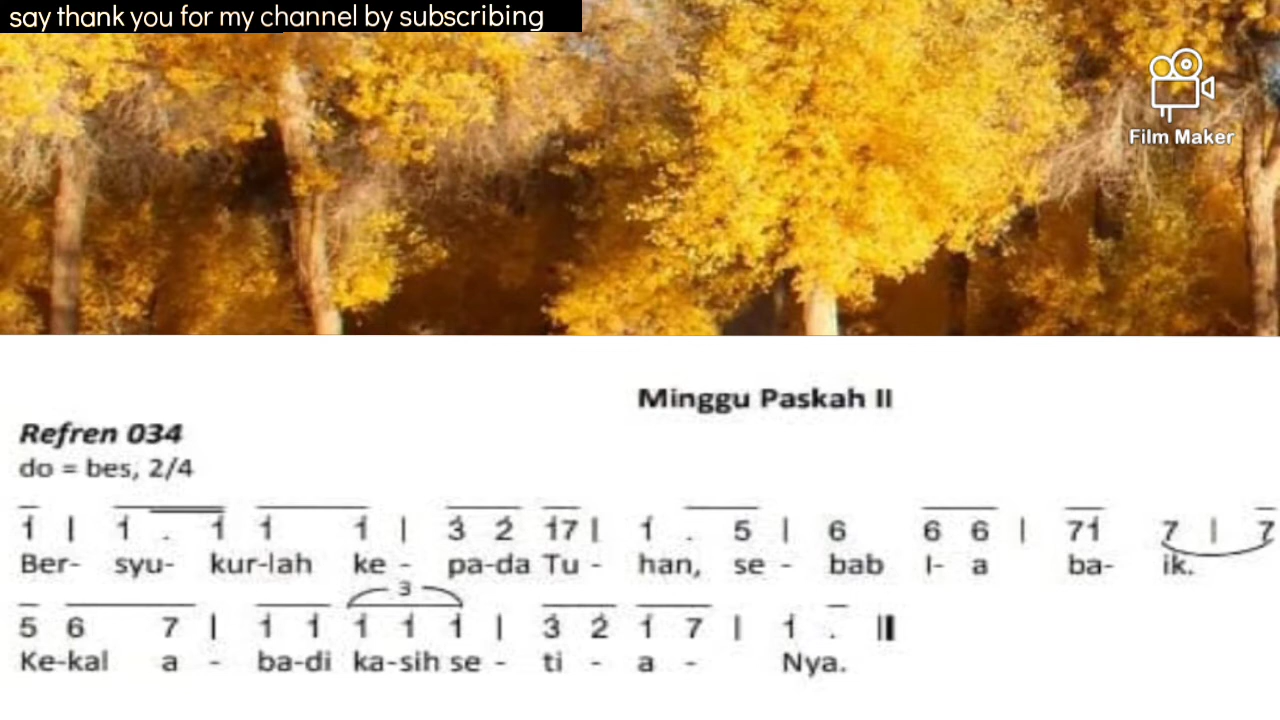 say thank you for my channel by subscribing
Film Maker
Minggu Paskah II
Refren 034
do = bes, 2/4
1 | 1 . 1 1 1 | 3 2 17 | 1 . 5 | 6 6 6 | 71 7 | 7
Ber- syu- kur-lah ke - pa-da Tu - han, se - bab I- a ba- ik.
3
5 6 7 | 1 1 1 1 1 | 3 2 1 7 | 1 . ||
Ke-kal a - ba-di ka-sih se - ti - a - Nya.